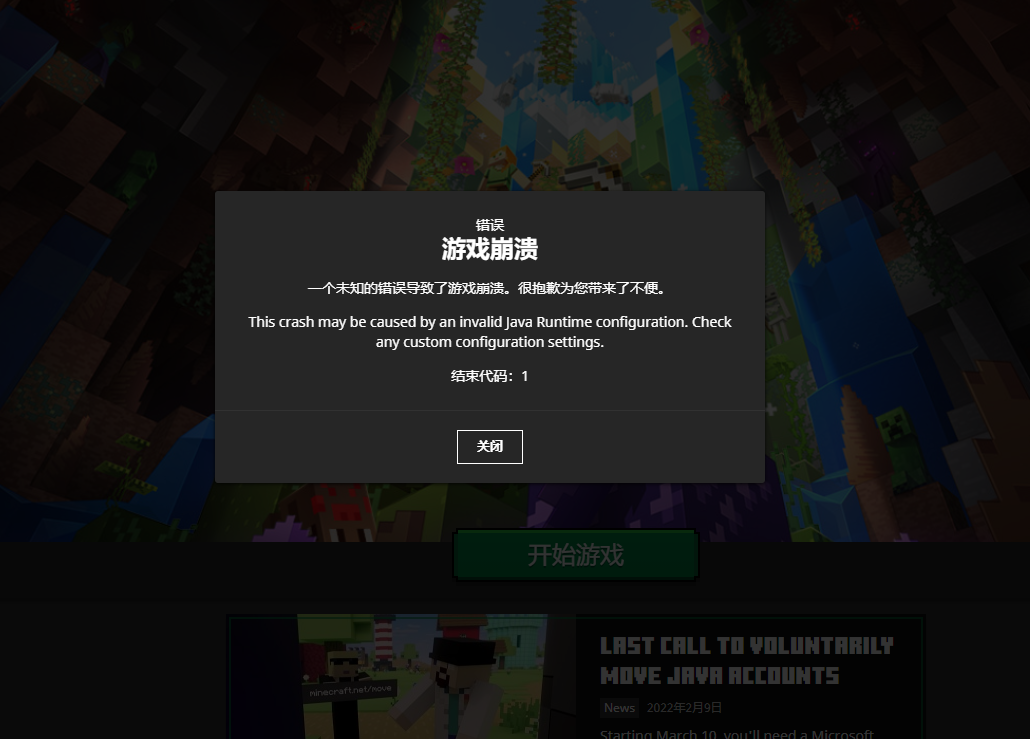 错误
游戏崩溃
一个未知的错误导致了游戏崩溃。很抱歉为您带来了不便。
This crash may be caused by an invalid Java Runtime configuration. Check
any custom configuration settings.
结束代码：1
关闭
开始游戏
minecraft.net/move
LAST CALL TO VOLUNTARILY
MOVE JAVA ACCOUNTS
News 2022年2月9日
Starting March 10, you'll need a Microsoft